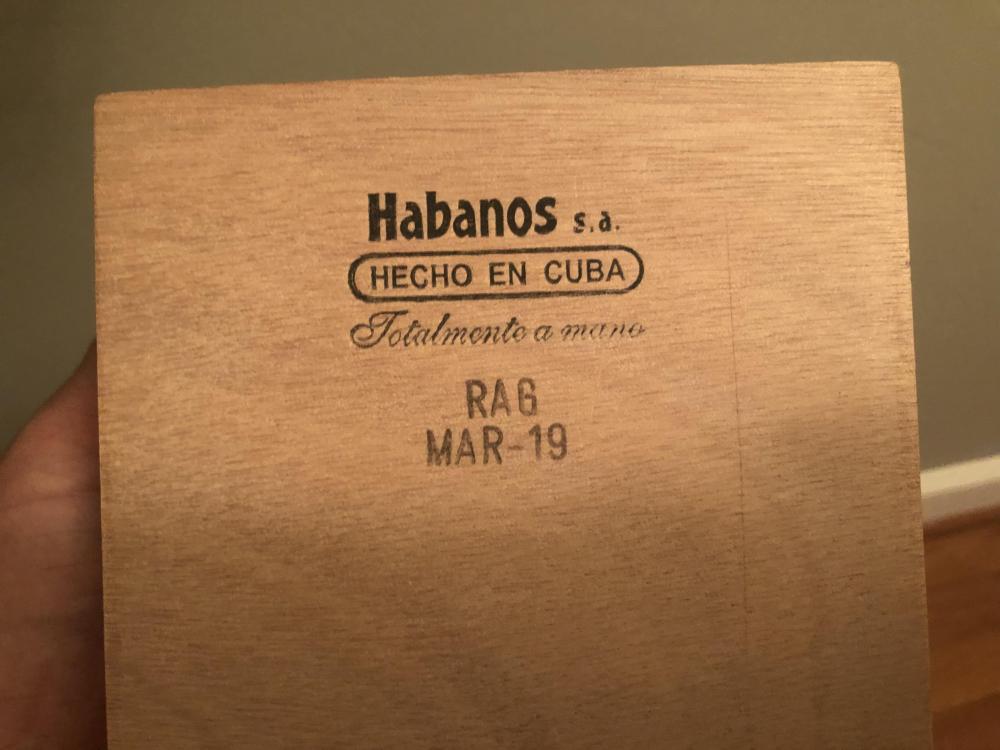 Habanos s.a.
HECHO EN CUBA
Totalmente a mano
RAG
MAR-19